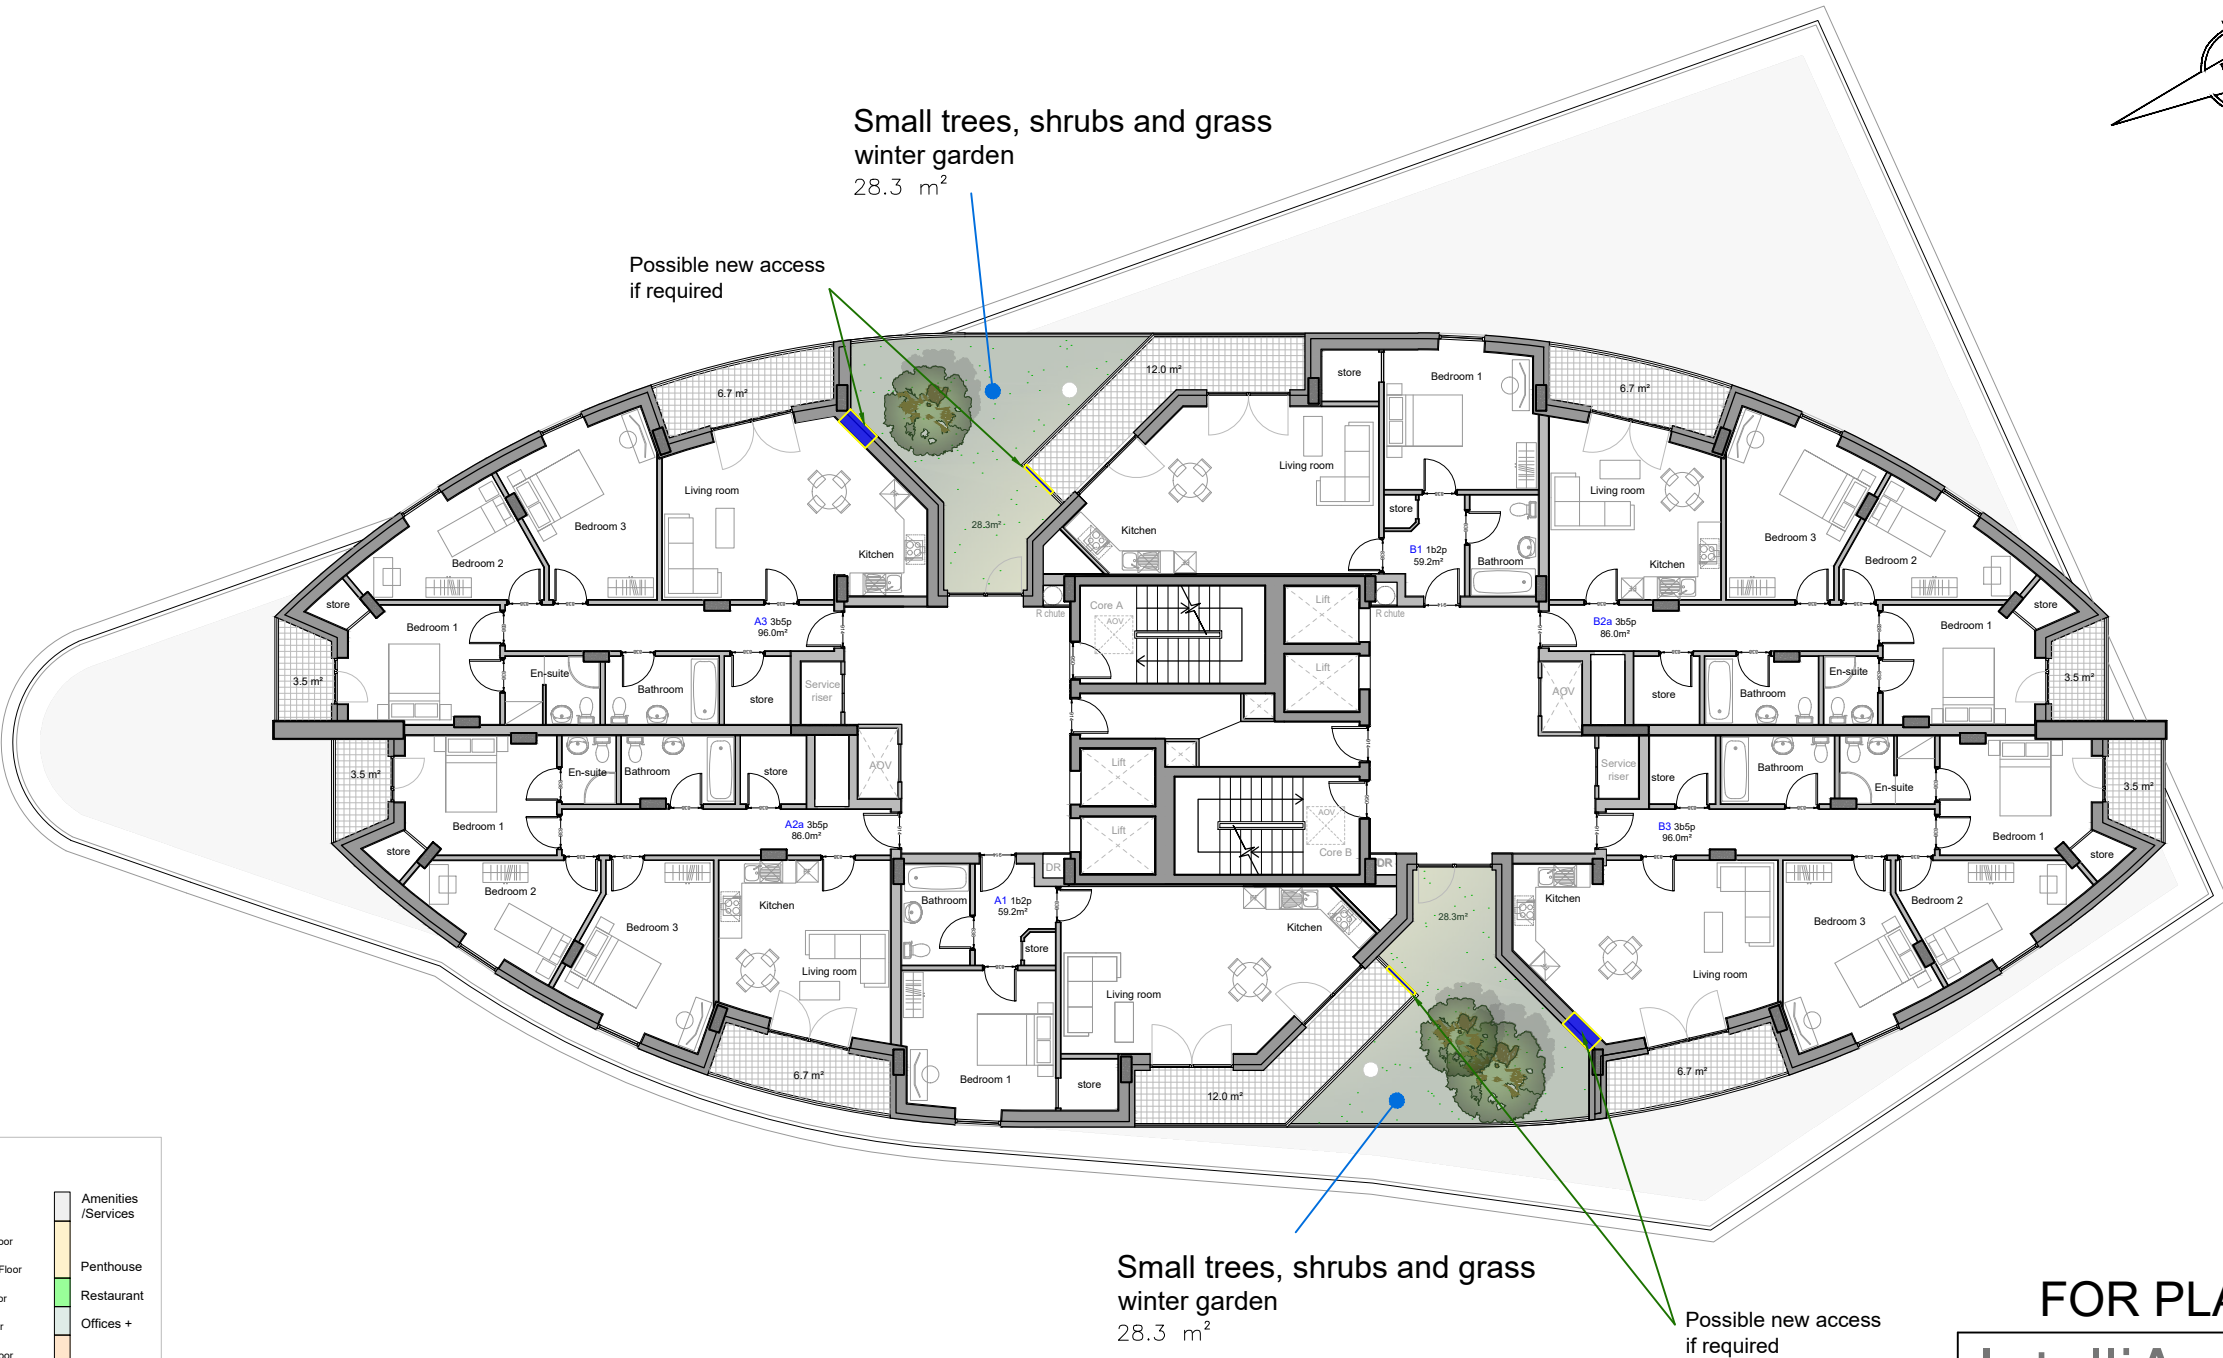 Small trees, shrubs and grass
winter garden
28.3 m²
Possible new access
if required
12.0 m²
store
Bedroom 1
6.7 m²
6.7 m²
Living room
Living room
Living room
Bedroom 3
Kitchen
28.3m²
Kitchen
store
B1 1b2p
59.2m²
Bathroom
Kitchen
Bedroom 3
Bedroom 2
Bedroom 2
store
Bedroom 1
A3 3b5p
96.0m²
R chute
Core A
AOV
Lift
R chute
B2a 3b5p
86.0m²
Bedroom 1
store
3.5 m²
En-suite
Bathroom
store
Service
riser
Lift
AOV
store
Bathroom
En-suite
3.5 m²
3.5 m²
En-suite
Bathroom
store
AOV
Lift
Service
riser
store
Bathroom
En-suite
3.5 m²
Bedroom 1
A2a 3b5p
86.0m²
Lift
AOV
Core B
B3 3b5p
96.0m²
Bedroom 1
store
DR
DR
store
Bedroom 2
Kitchen
Bathroom
A1 1b2p
59.2m²
Kitchen
28.3m²
Kitchen
Bedroom 3
Bedroom 2
Bedroom 3
store
Living room
Living room
Living room
6.7 m²
Bedroom 1
store
12.0 m²
6.7 m²
Small trees, shrubs and grass
winter garden
28.3 m²
Possible new access
if required
Amenities
/Services
Floor
Penthouse
Restaurant
Offices +
FOR PLA